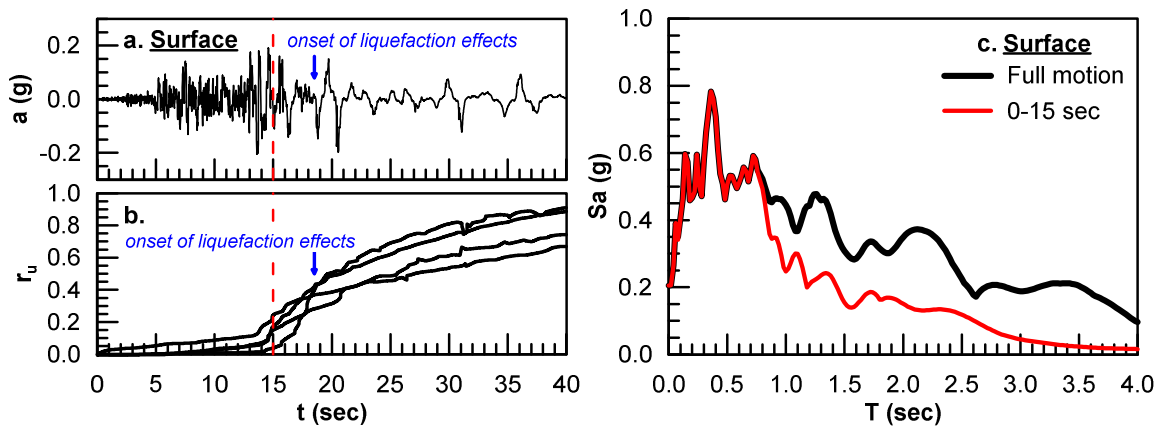 a. Surface
onset of liquefaction effects
0.2
0.0
-0.2
a (g)
b.
onset of liquefaction effects
1.0
0.8
0.6
0.4
0.2
0.0
ru
0 5 10 15 20 25 30 35 40
t (sec)
c. Surface
Full motion
0-15 sec
1.0
0.8
0.6
0.4
0.2
0.0
Sa (g)
0.0 0.5 1.0 1.5 2.0 2.5 3.0 3.5 4.0
T (sec)